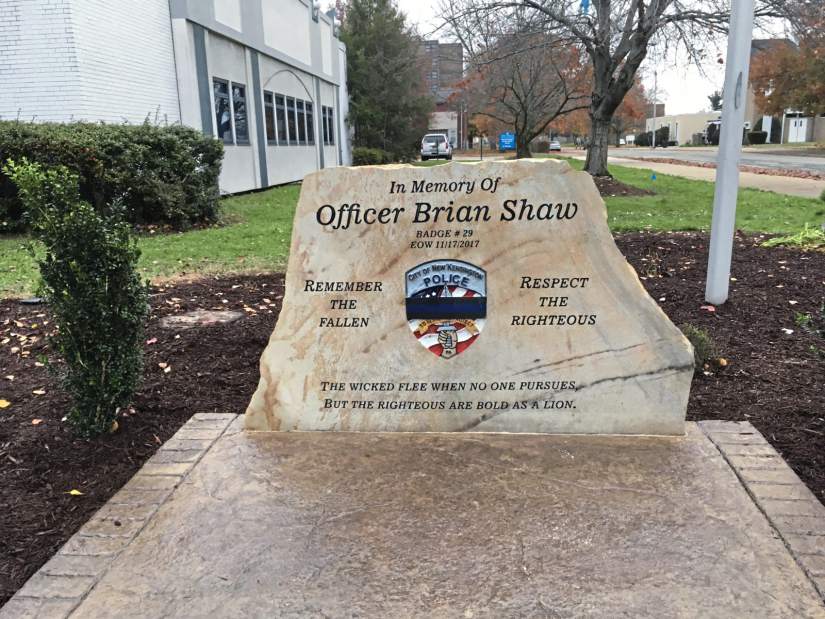 In Memory Of
Officer Brian Shaw
BADGE # 29
EOW 11/17/2017
REMEMBER
THE
FALLEN
CITY OF NEW KENSINGTON
POLICE
RESPECT
THE
RIGHTEOUS
THE WICKED FLEE WHEN NO ONE PURSUES,
BUT THE RIGHTEOUS ARE BOLD AS A LION.